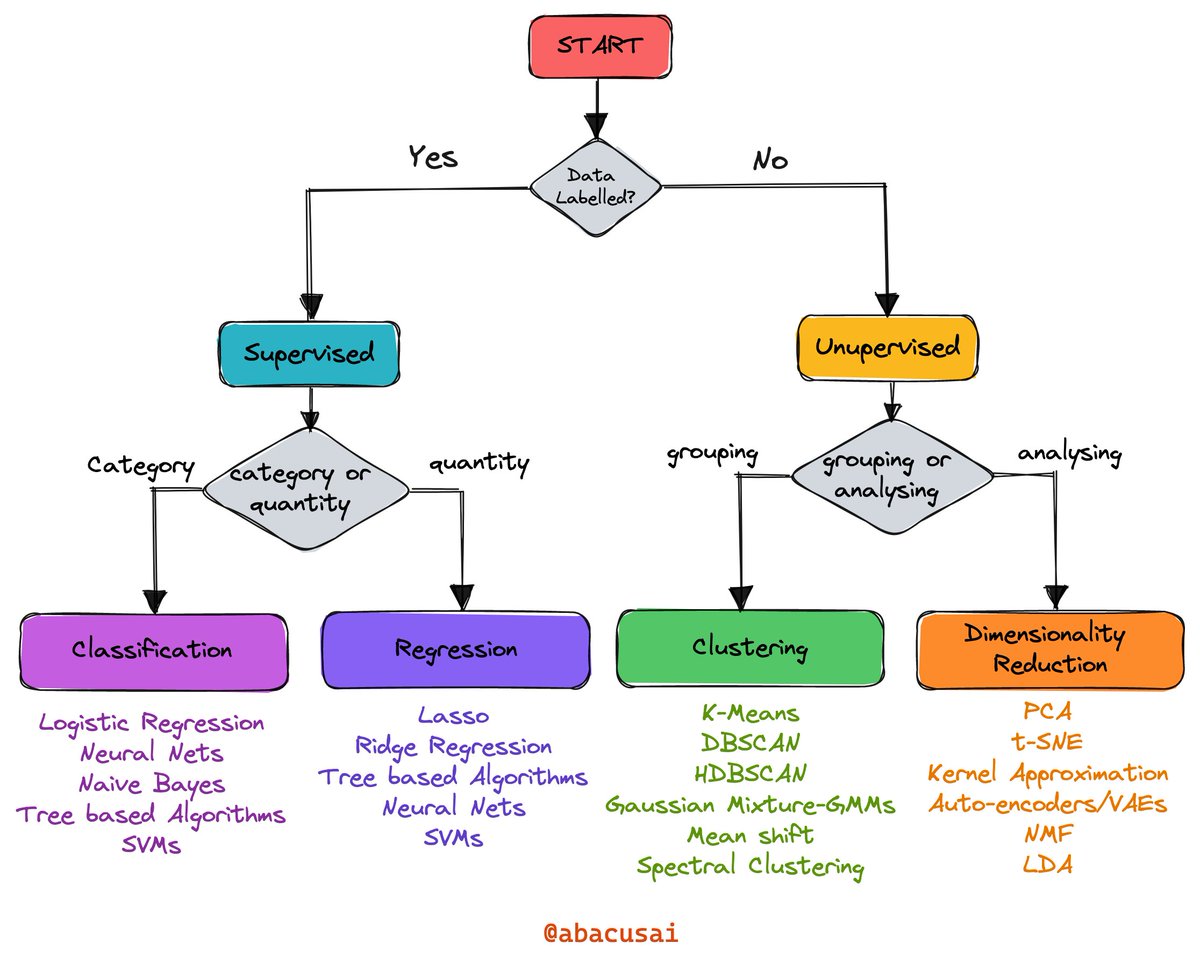 START
Yes
No
Data
Labelled?
Supervised
Unupervised
Category
category or
quantity
quantity
grouping
grouping or
analysing
analysing
Classification
Regression
Clustering
Dimensionality
Reduction
Logistic Regression
Neural Nets
Naive Bayes
Tree based Algorithms
SVMs
Lasso
Ridge Regression
Tree based Algorithms
Neural Nets
SVMs
K-Means
DBSCAN
HDBSCAN
Gaussian Mixture-GMMs
Mean shift
Spectral Clustering
PCA
t-SNE
Kernel Approximation
Auto-encoders/VAEs
NMF
LDA
@abacusai